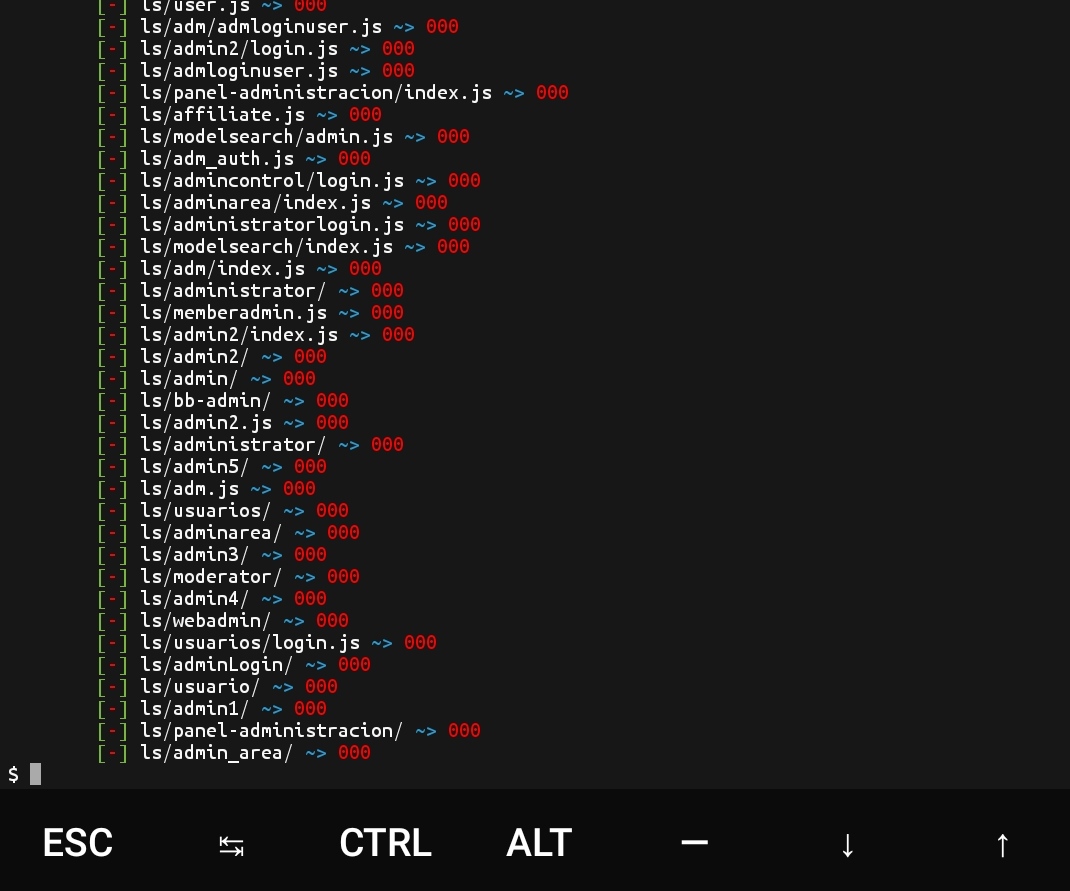 [-] ls/user.js ~> 000
[-] ls/adm/admloginuser.js ~> 000
[-] ls/admin2/login.js ~> 000
[-] ls/admloginuser.js ~> 000
[-] ls/panel-administracion/index.js ~> 000
[-] ls/affiliate.js ~> 000
[-] ls/modelsearch/admin.js ~> 000
[-] ls/adm_auth.js ~> 000
[-] ls/admincontrol/login.js ~> 000
[-] ls/adminarea/index.js ~> 000
[-] ls/administratorlogin.js ~> 000
[-] ls/modelsearch/index.js ~> 000
[-] ls/adm/index.js ~> 000
[-] ls/administrator/ ~> 000
[-] ls/memberadmin.js ~> 000
[-] ls/admin2/index.js ~> 000
[-] ls/admin2/ ~> 000
[-] ls/admin/ ~> 000
[-] ls/bb-admin/ ~> 000
[-] ls/admin2.js ~> 000
[-] ls/administrator/ ~> 000
[-] ls/admin5/ ~> 000
[-] ls/adm.js ~> 000
[-] ls/usuarios/ ~> 000
[-] ls/adminarea/ ~> 000
[-] ls/admin3/ ~> 000
[-] ls/moderator/ ~> 000
[-] ls/admin4/ ~> 000
[-] ls/webadmin/ ~> 000
[-] ls/usuarios/login.js ~> 000
[-] ls/adminLogin/ ~> 000
[-] ls/usuario/ ~> 000
[-] ls/admin1/ ~> 000
[-] ls/panel-administracion/ ~> 000
[-] ls/admin_area/ ~> 000
$
ESC ↹ CTRL ALT — ↓ ↑